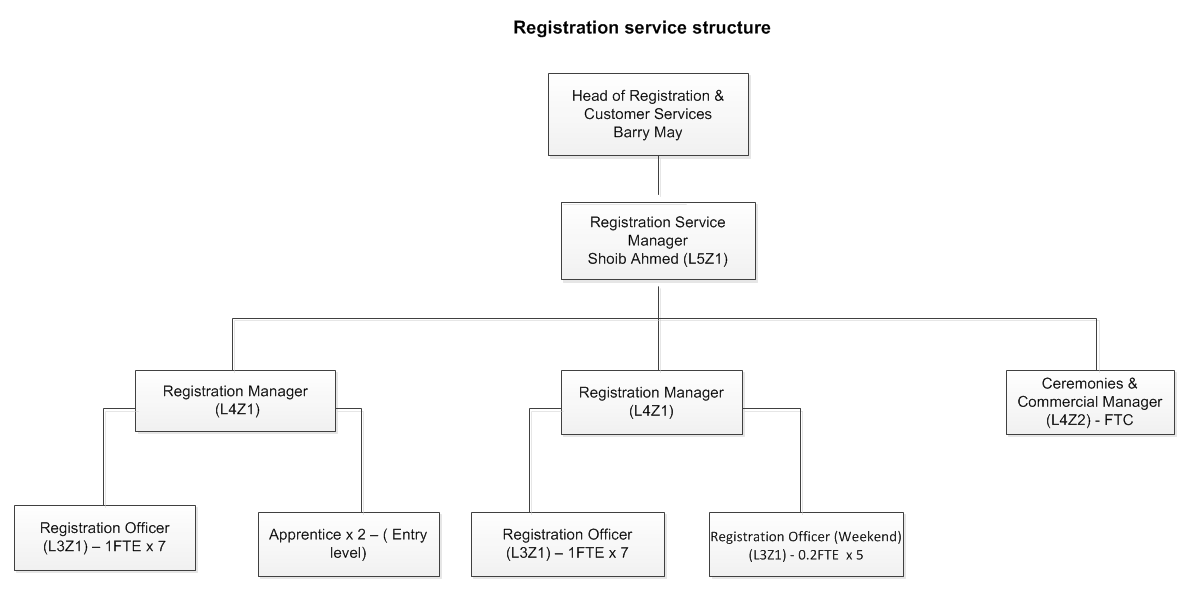 Registration service structure
Head of Registration &
Customer Services
Barry May
Registration Service
Manager
Shoib Ahmed (L5Z1)
Registration Manager
(L4Z1)
Registration Manager
(L4Z1)
Ceremonies &
Commercial Manager
(L4Z2) - FTC
Registration Officer
(L3Z1) – 1FTE x 7
Apprentice x 2 – ( Entry
level)
Registration Officer
(L3Z1) – 1FTE x 7
Registration Officer (Weekend)
(L3Z1) - 0.2FTE  x 5